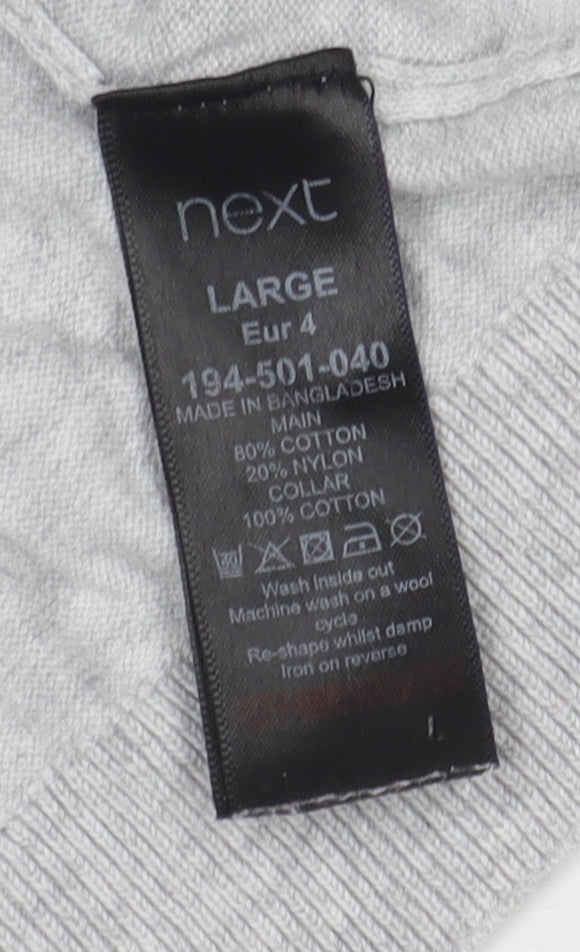 next
LARGE
Eur 4
194-501-040
MADE IN BANGLADESH
MAIN
80% COTTON
20% NYLON
COLLAR
100% COTTON
40
Wash inside out
Machine wash on a wool
cycle
Re-shape whilst damp
Iron on reverse